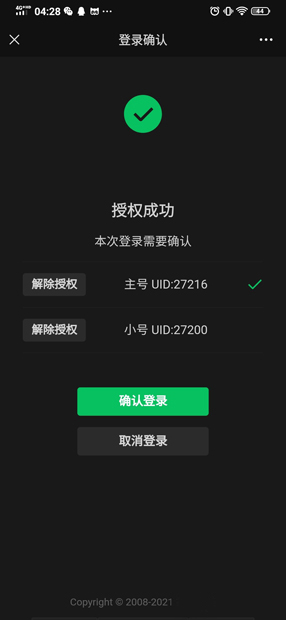 4G+HD 04:28 44
登录确认
授权成功
本次登录需要确认
解除授权 主号 UID:27216
解除授权 小号 UID:27200
确认登录
取消登录
Copyright © 2008-2021